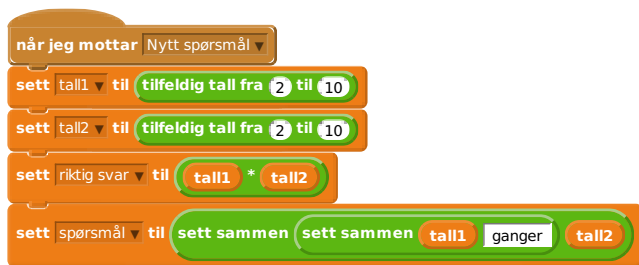 når jeg mottar Nytt spørsmål
sett tall1 til tilfeldig tall fra 2 til 10
sett tall2 til tilfeldig tall fra 2 til 10
sett riktig svar til tall1 * tall2
sett spørsmål til sett sammen sett sammen tall1 ganger tall2